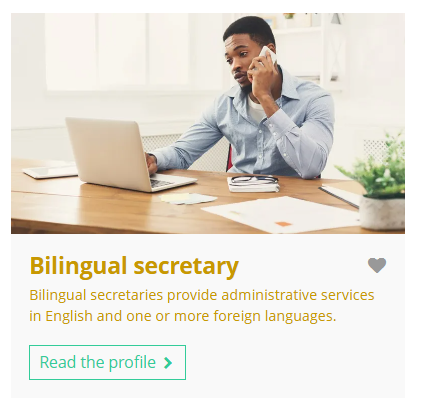 Bilingual secretary
Bilingual secretaries provide administrative services
in English and one or more foreign languages.
Read the profile